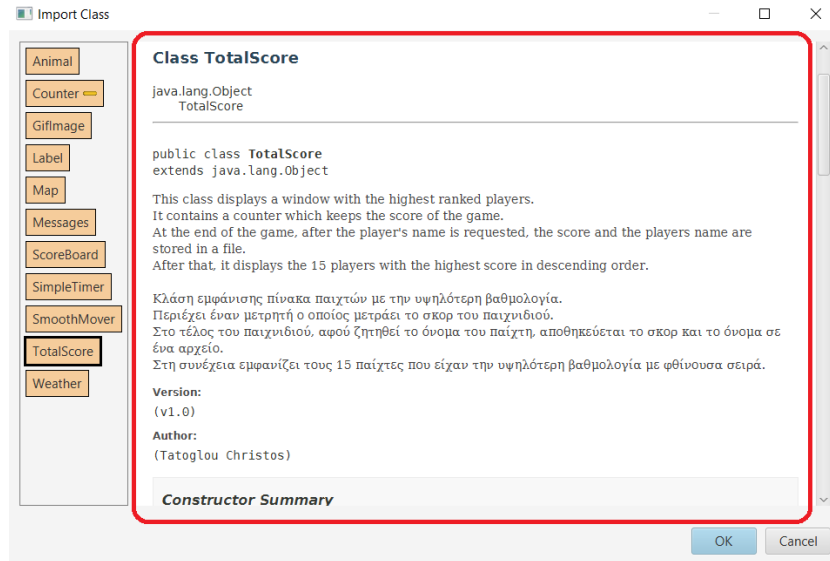 Import Class
Animal
Counter
GifImage
Label
Map
Messages
ScoreBoard
SimpleTimer
SmoothMover
TotalScore
Weather
Class TotalScore
java.lang.Object
TotalScore
public class TotalScore
extends java.lang.Object
This class displays a window with the highest ranked players.
It contains a counter which keeps the score of the game.
At the end of the game, after the player's name is requested, the score and the players name are
stored in a file.
After that, it displays the 15 players with the highest score in descending order.
Κλάση εμφάνισης πίνακα παιχτών με την υψηλότερη βαθμολογία.
Περιέχει έναν μετρητή ο οποίος μετράει το σκορ του παιχνιδιού.
Στο τέλος του παιχνιδιού, αφού ζητηθεί το όνομα του παίχτη, αποθηκεύεται το σκορ και το όνομα σε
ένα αρχείο.
Στη συνέχεια εμφανίζει τους 15 παίχτες που είχαν την υψηλότερη βαθμολογία με φθίνουσα σειρά.
Version:
(v1.0)
Author:
(Tatoglou Christos)
Constructor Summary
OK
Cancel